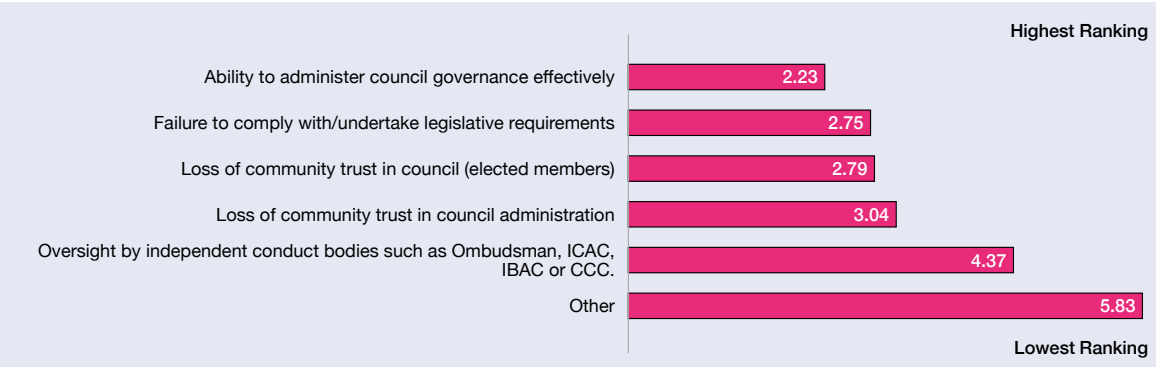 Highest Ranking
Ability to administer council governance effectively 2.23
Failure to comply with/undertake legislative requirements 2.75
Loss of community trust in council (elected members) 2.79
Loss of community trust in council administration 3.04
Oversight by independent conduct bodies such as Ombudsman, ICAC,
IBAC or CCC. 4.37
Other 5.83
Lowest Ranking